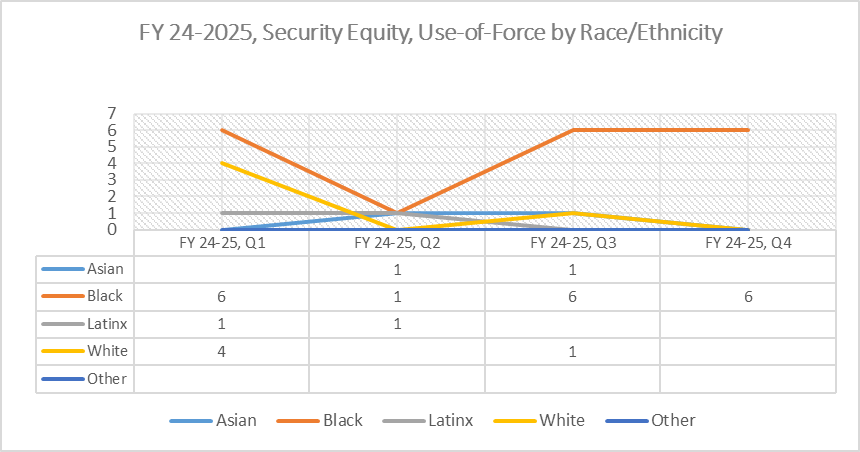 FY 24-2025, Security Equity, Use-of-Force by Race/Ethnicity
7
6
5
4
3
2
1
0
FY 24-25, Q1 FY 24-25, Q2 FY 24-25, Q3 FY 24-25, Q4
Asian 1 1
Black 6 1 6 6
Latinx 1 1
White 4 1
Other
Asian Black Latinx White Other